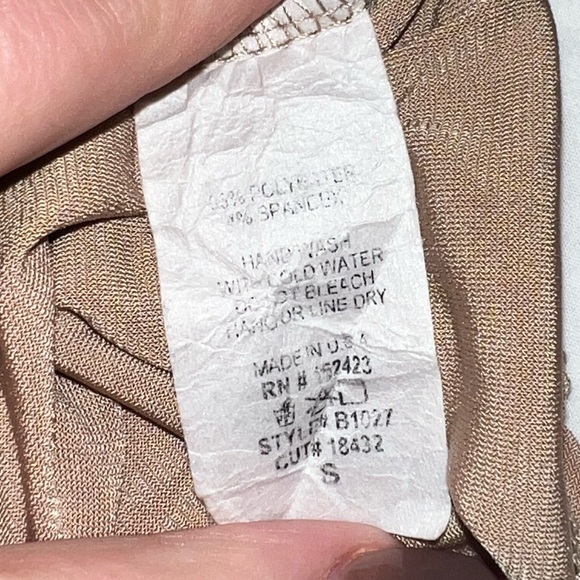 POLYESTER
% SPANDEX
HAND WASH
WITH COLD WATER
DO NOT BLEACH
HANG OR LINE DRY
MADE IN U.S.A
RN # 152423
STYLE# B1027
CUT# 18432
S